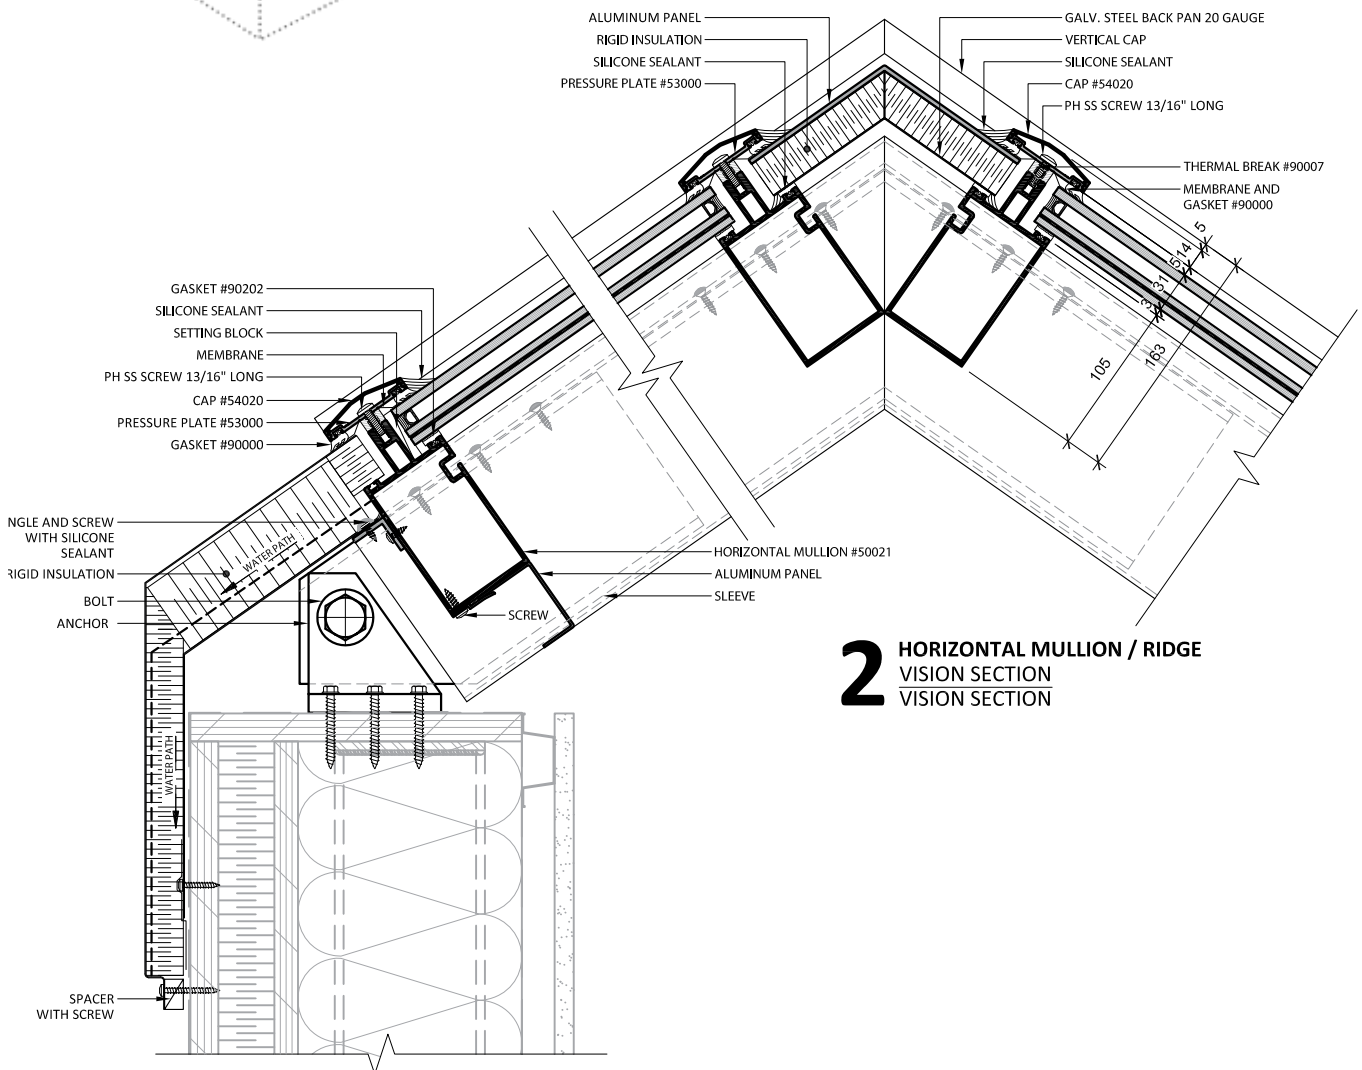 ALUMINUM PANEL
RIGID INSULATION
SILICONE SEALANT
PRESSURE PLATE #53000
GALV. STEEL BACK PAN 20 GAUGE
VERTICAL CAP
SILICONE SEALANT
CAP #54020
PH SS SCREW 13/16" LONG
THERMAL BREAK #90007
MEMBRANE AND
GASKET #90000
5
14
5
31
3
105
163
GASKET #90202
SILICONE SEALANT
SETTING BLOCK
MEMBRANE
PH SS SCREW 13/16" LONG
CAP #54020
PRESSURE PLATE #53000
GASKET #90000
NGLE AND SCREW
WITH SILICONE
SEALANT
RIGID INSULATION
BOLT
ANCHOR
WATER PATH
WATER PATH
HORIZONTAL MULLION #50021
ALUMINUM PANEL
SLEEVE
SCREW
SPACER
WITH SCREW
2
HORIZONTAL MULLION / RIDGE
VISION SECTION
VISION SECTION